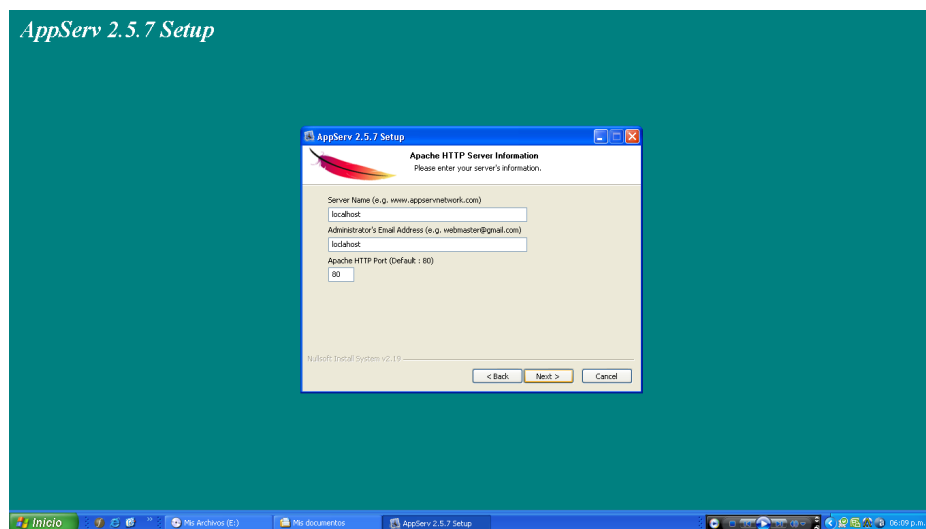 AppServ 2.5.7 Setup
AppServ 2.5.7 Setup
Apache HTTP Server Information
Please enter your server's information.
Server Name (e.g. www.appservnetwork.com)
localhost
Administrator's Email Address (e.g. webmaster@gmail.com)
loclahost
Apache HTTP Port (Default : 80)
80
Nullsoft Install System v2.19
< Back Next > Cancel
Inicio » Mis Archivos (E:) Mis documentos AppServ 2.5.7 Setup 06:09 p.m.